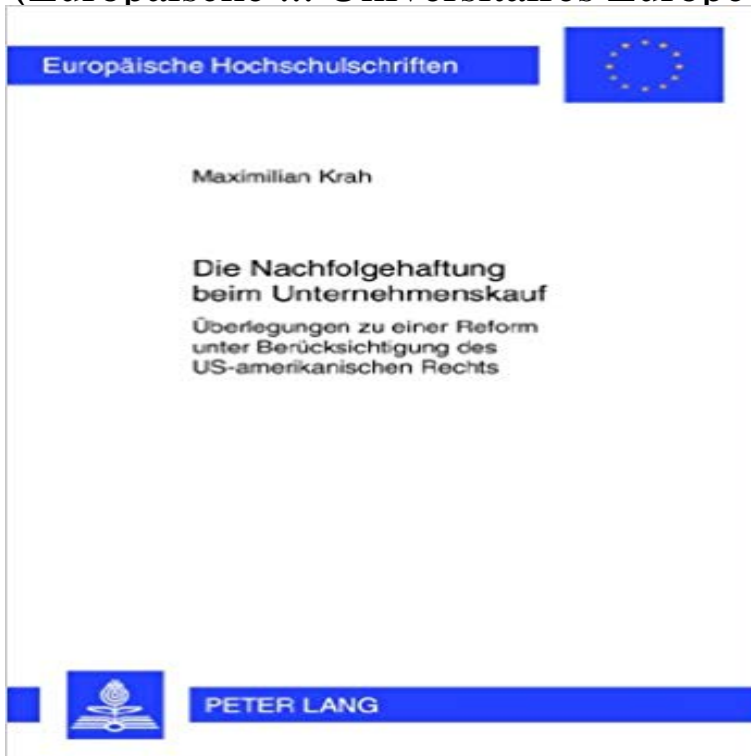 Europäische Hochschulschriften
Maximilian Krah
Die Nachfolgehaftung
beim Unternehmenskauf
Überlegungen zu einer Reform
unter Berücksichtigung des
US-amerikanischen Rechts
PETER LANG